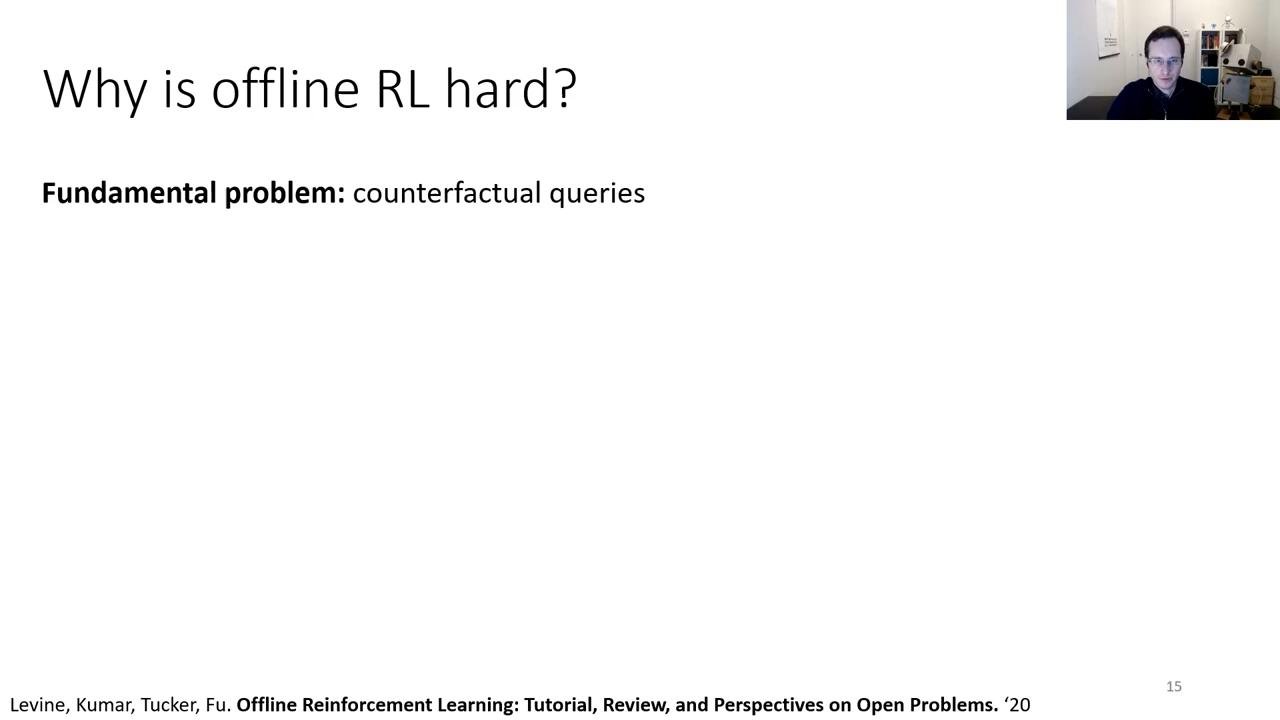 Why is offline RL hard?
Fundamental problem: counterfactual queries
15
Levine, Kumar, Tucker, Fu. Offline Reinforcement Learning: Tutorial, Review, and Perspectives on Open Problems. ‘20